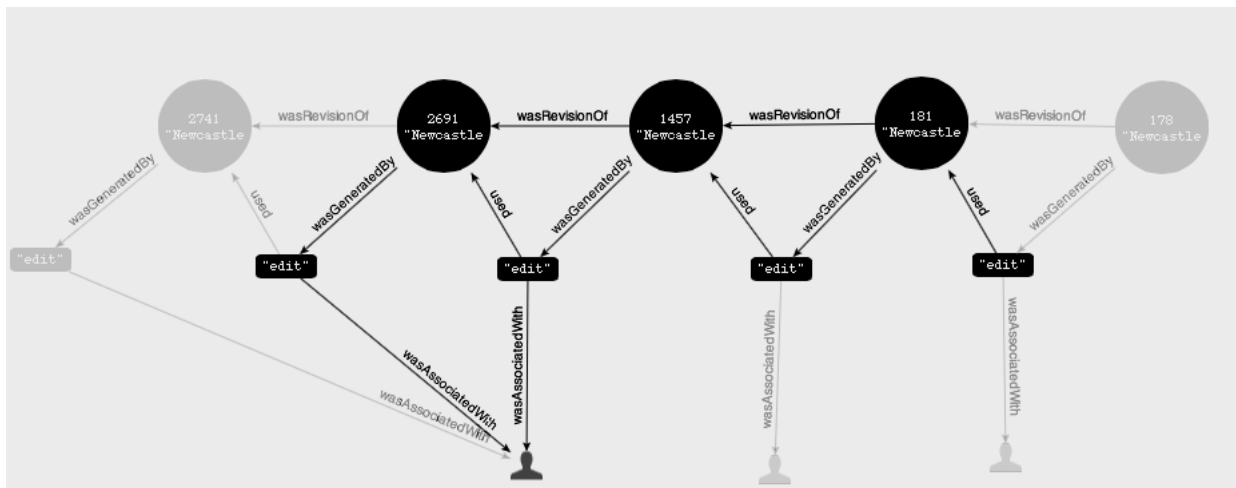 2741
"Newcastle
wasRevisionOf
2691
"Newcastle
wasRevisionOf
1457
"Newcastle
wasRevisionOf
181
"Newcastle
wasRevisionOf
178
"Newcastle
wasGeneratedBy
used
wasGeneratedBy
used
wasGeneratedBy
used
wasGeneratedBy
used
wasGeneratedBy
"edit"
"edit"
"edit"
"edit"
"edit"
wasAssociatedWith
wasAssociatedWith
wasAssociatedWith
wasAssociatedWith
wasAssociatedWith